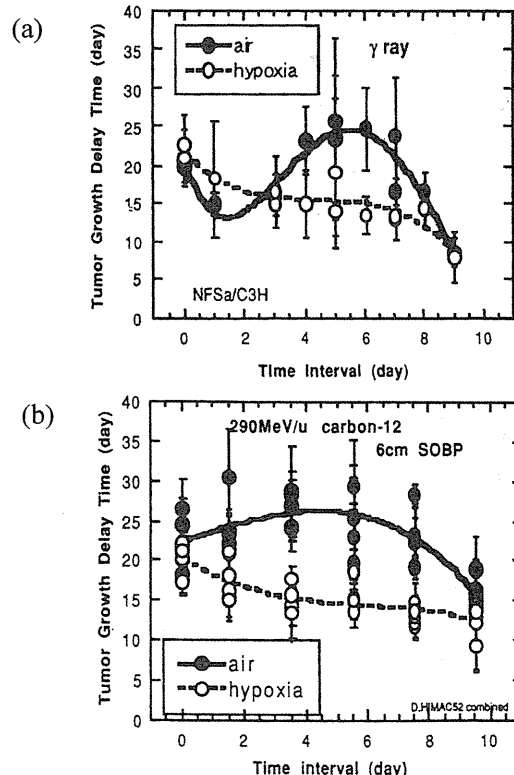 (a)
Tumor Growth Delay Time (day)
40
35
30
25
20
15
10
5
0
air
hypoxia
γ ray
NFSa/C3H
0 2 4 6 8 10
Time Interval (day)
(b)
Tumor Growth Delay Time (day)
40
35
30
25
20
15
10
5
0
290MeV/u carbon-12
6cm SOBP
air
hypoxia
D.HIMAC52 combined
0 2 4 6 8 10
Time interval (day)